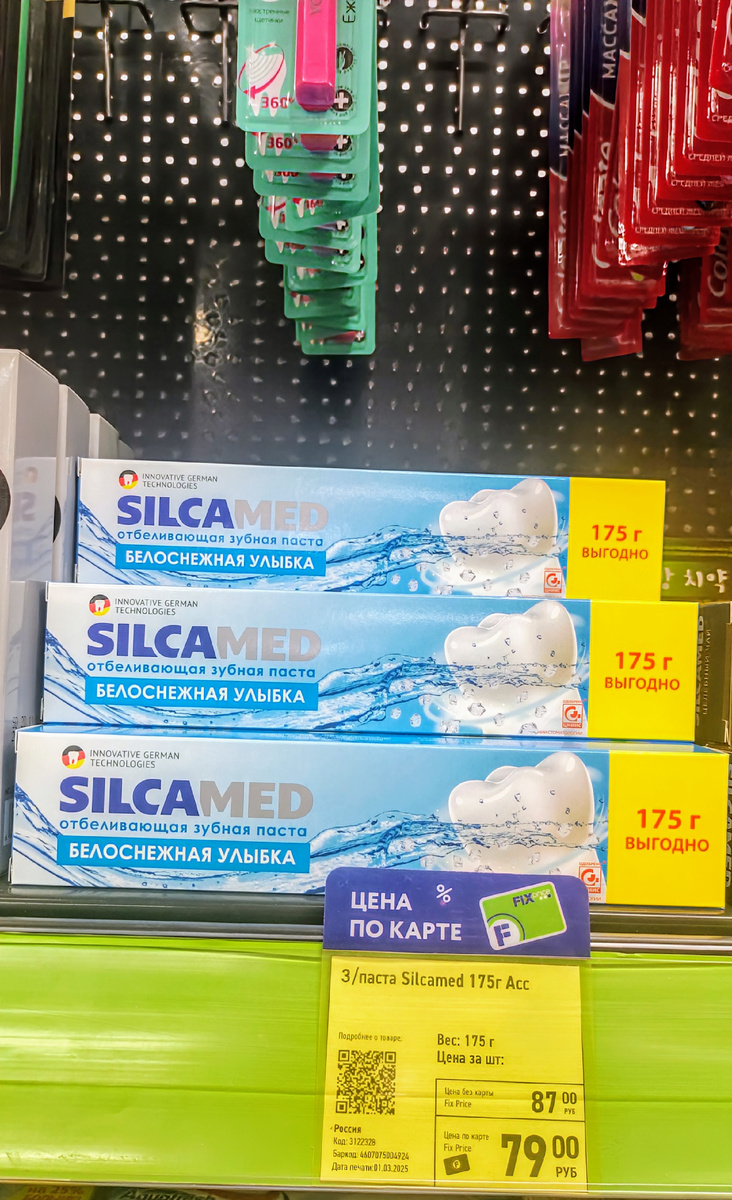 360°
360
МАССАЖ
СРЕДНЕЙ
INNOVATIVE GERMAN
TECHNOLOGIES
SILCAMED
отбеливающая зубная паста
БЕЛОСНЕЖНАЯ УЛЫБКА
175 г
ВЫГОДНО
INNOVATIVE GERMAN
TECHNOLOGIES
SILCAMED
отбеливающая зубная паста
БЕЛОСНЕЖНАЯ УЛЫБКА
175 г
ВЫГОДНО
INNOVATIVE GERMAN
TECHNOLOGIES
SILCAMED
отбеливающая зубная паста
БЕЛОСНЕЖНАЯ УЛЫБКА
175 г
ВЫГОДНО
ЦЕНА %
ПО КАРТЕ
FIX
F
З/паста Silcamed 175г Асс
Подробнее о товаре:
Вес: 175 г
Цена за шт:
Цена без карты
Fix Price
87 00
РУБ
Россия
Код: 3122328
Баркод: 4607075004924
Дата печати:01.03.2025
Цена по карте
Fix Price
79 00
РУБ